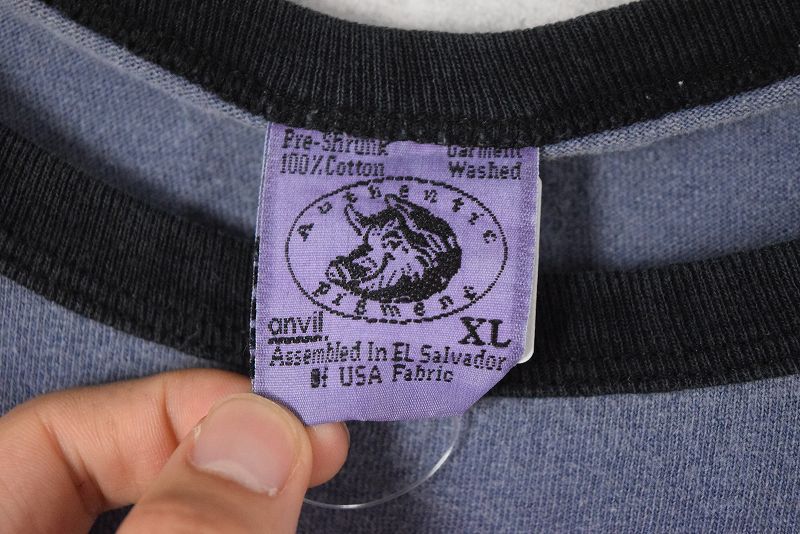 Pre-Shrunk Garment
100% Cotton Washed
Authentic
Pigment
anvil.
XL
Assembled In EL Salvador
Of USA Fabric